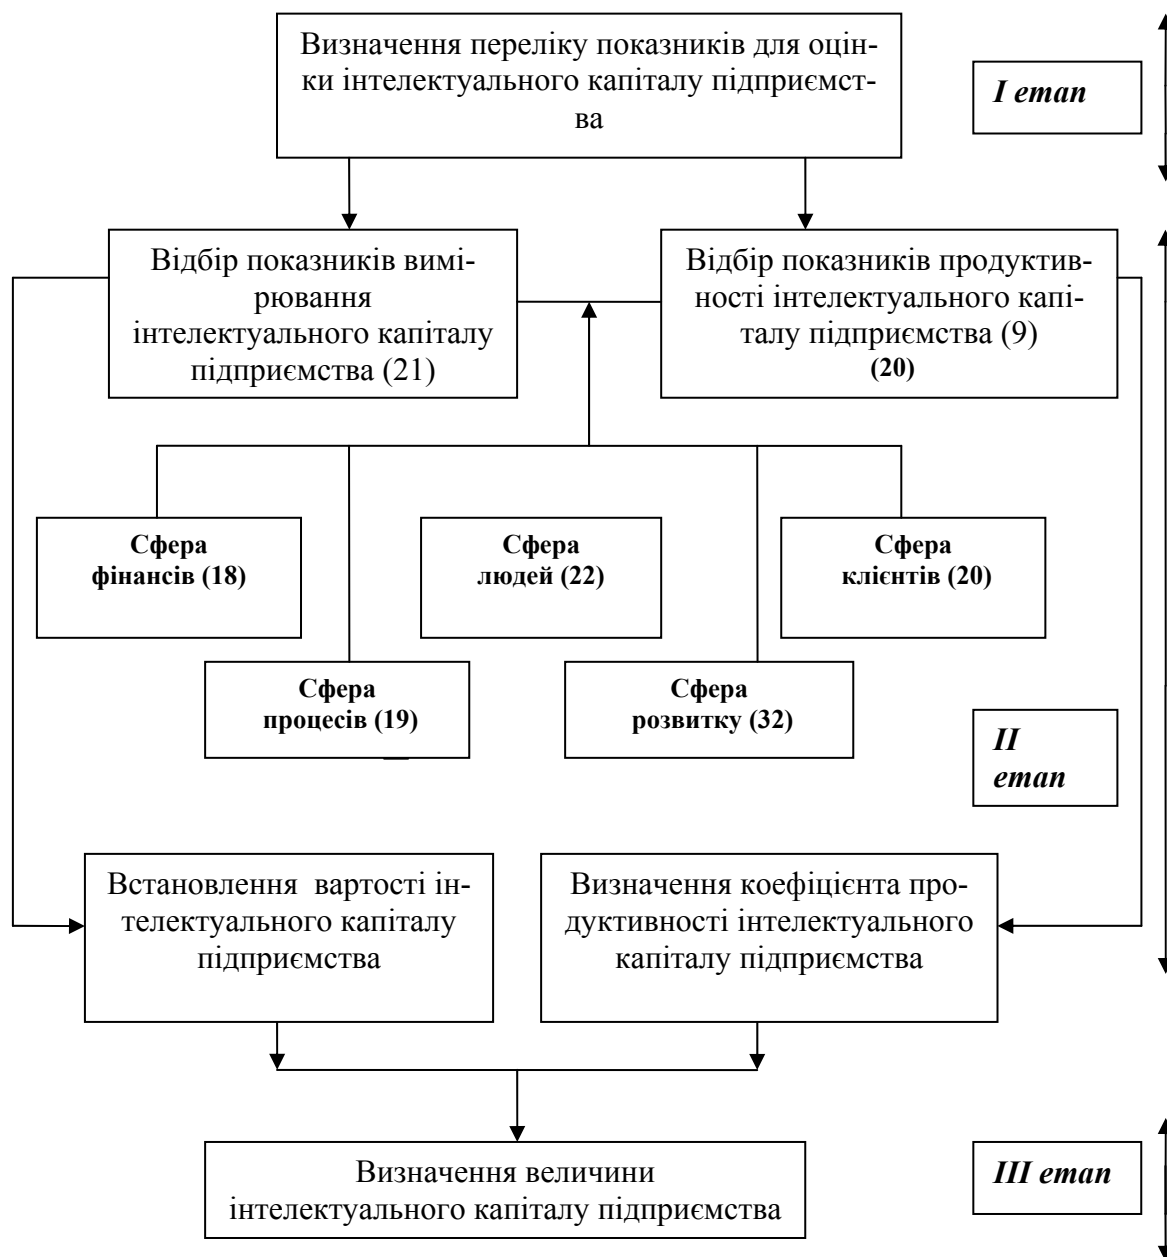 Визначення переліку показників для оцін-
ки інтелектуального капіталу підприємст-
ва
I етап
Відбір показників вимі-
рювання
інтелектуального капіталу
підприємства (21)
Відбір показників продуктив-
ності інтелектуального капі-
талу підприємства (9)
(20)
Сфера
фінансів (18)
Сфера
людей (22)
Сфера
клієнтів (20)
Сфера
процесів (19)
Сфера
розвитку (32)
II
етап
Встановлення вартості ін-
телектуального капіталу
підприємства
Визначення коефіцієнта про-
дуктивності інтелектуального
капіталу підприємства
Визначення величини
інтелектуального капіталу підприємства
III етап